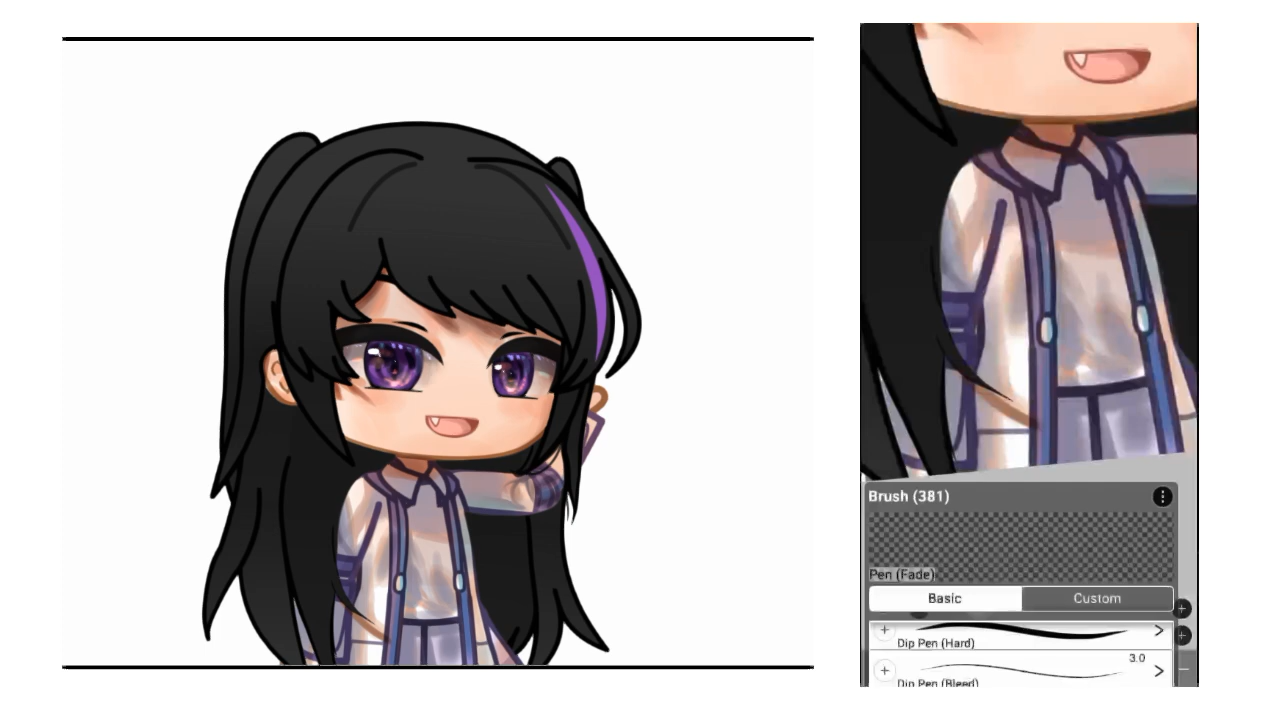 Brush (381)
Pen (Fade)
Basic
Custom
Dip Pen (Hard)
3.0
Dip Pen (Bleed)